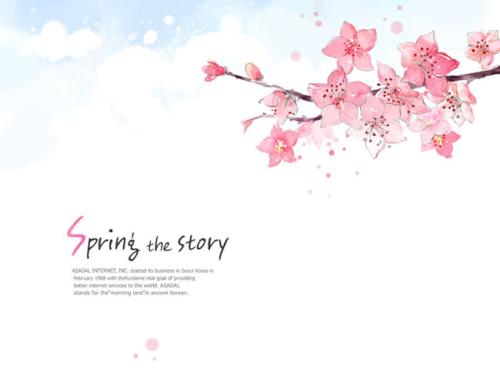 Spring the story
ASADAL INTERNET, INC. started its business in Seoul Korea in
February 1998 with thefundame ntal goal of providing
better internet services to the world. ASADAL
stands for the"morning land"in ancient Korean.